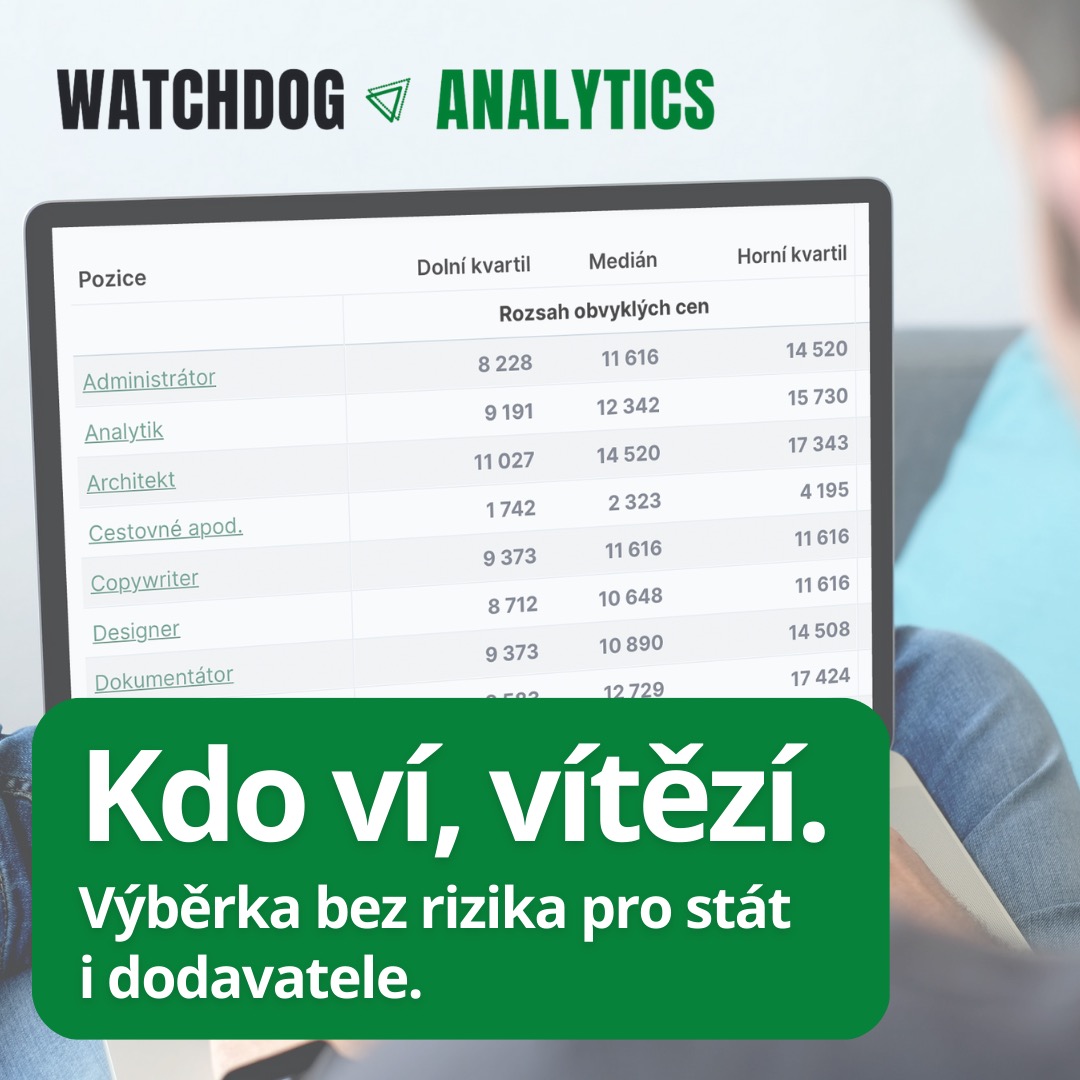 WATCHDOG ANALYTICS
Pozice Dolní kvartil Medián Horní kvartil
Rozsah obvyklých cen
Administrátor 8 228 11 616 14 520
Analytik 9 191 12 342 15 730
Architekt 11 027 14 520 17 343
Cestovné apod. 1 742 2 323 4 195
Copywriter 9 373 11 616 11 616
Designer 8 712 10 648 11 616
Dokumentátor 9 373 10 890 14 508
12 729 17 424
Kdo ví, vítězí.
Výběrka bez rizika pro stát
i dodavatele.